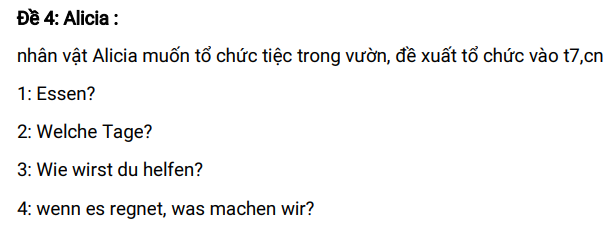 Đề 4: Alicia :
nhân vật Alicia muốn tổ chức tiệc trong vườn, đề xuất tổ chức vào t7,cn
1: Essen?
2: Welche Tage?
3: Wie wirst du helfen?
4: wenn es regnet, was machen wir?